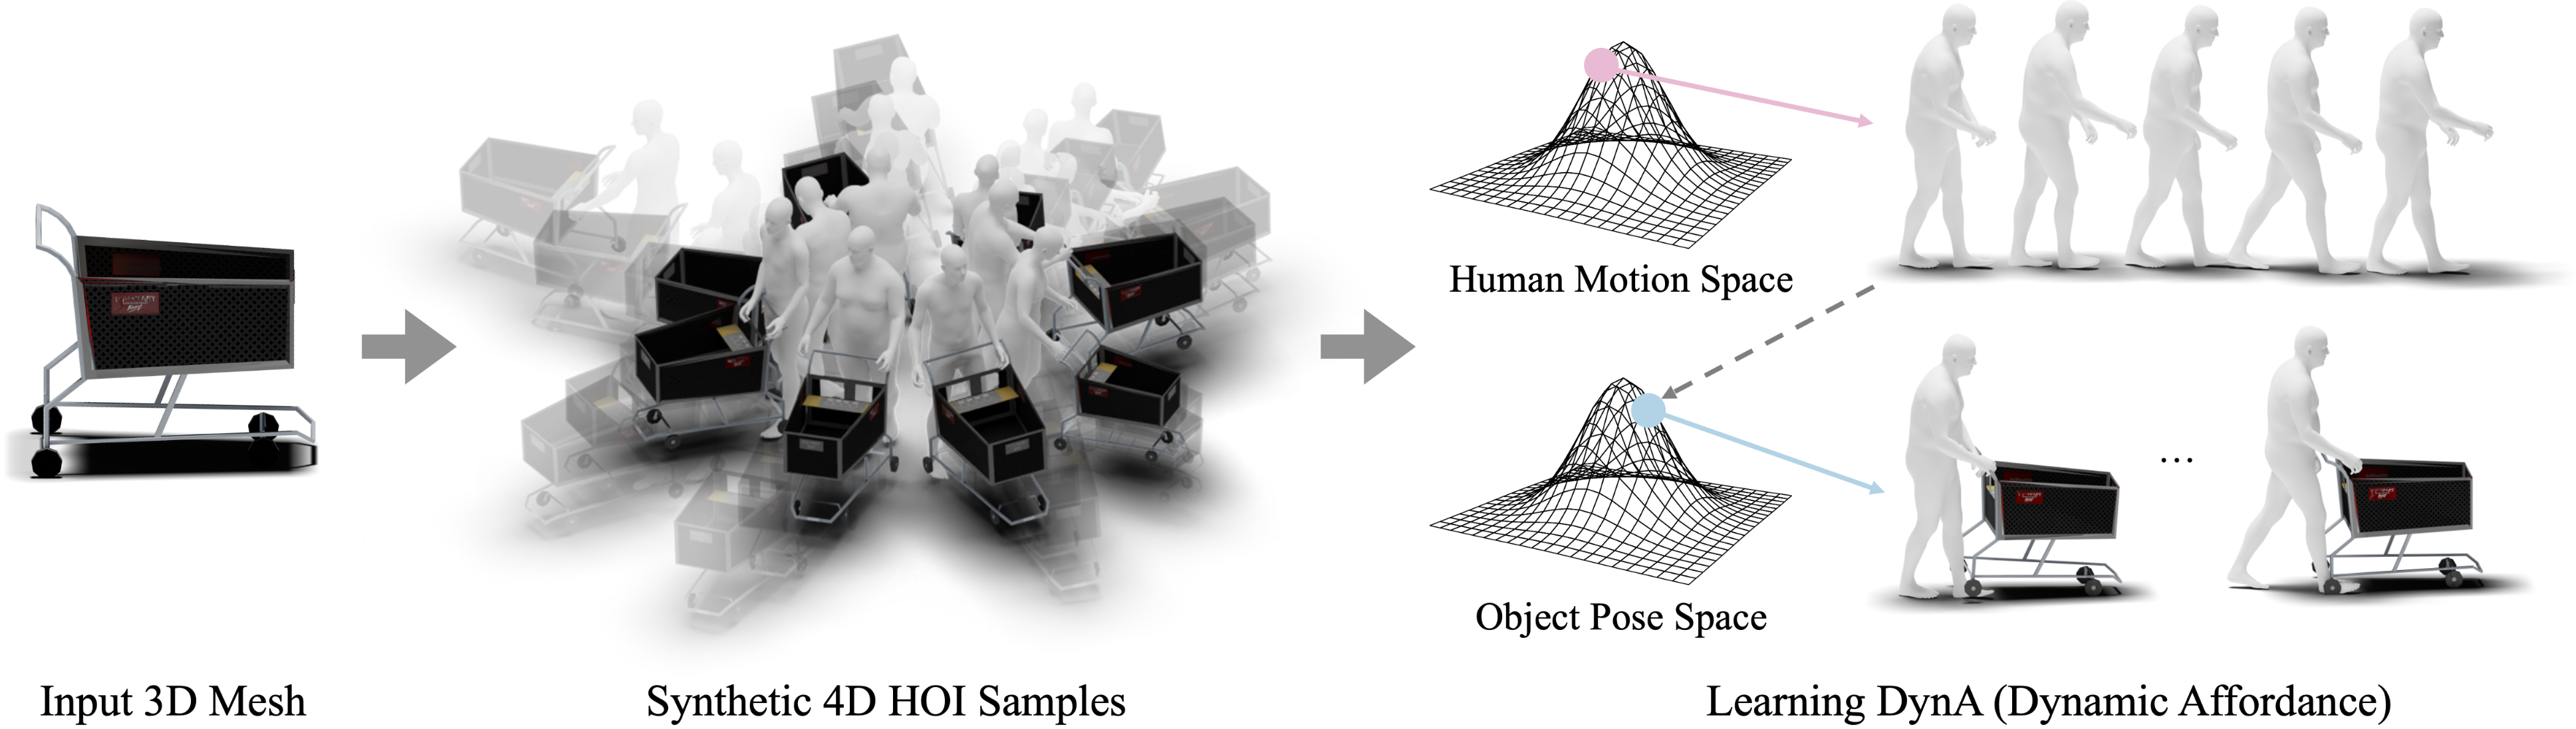 Human Motion Space
Object Pose Space
...
Input 3D Mesh
Synthetic 4D HOI Samples
Learning DynA (Dynamic Affordance)